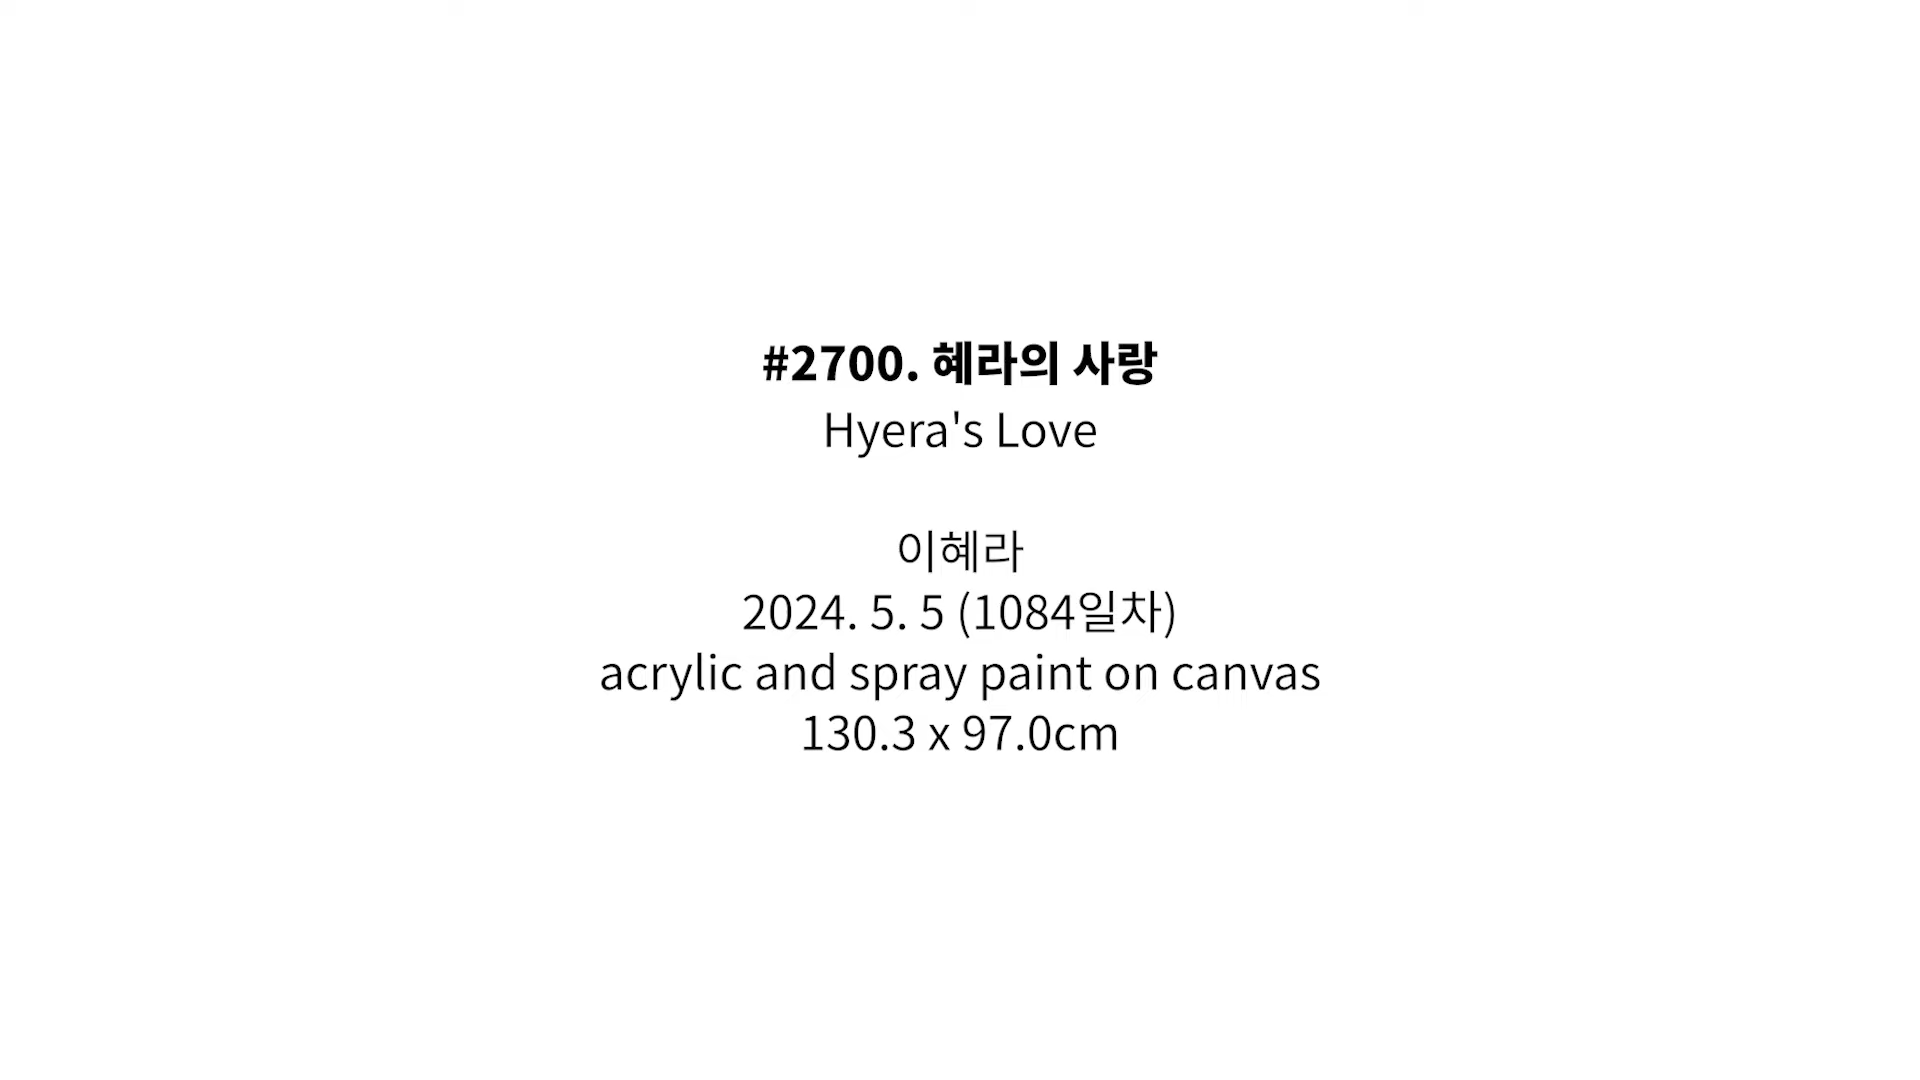 #2700. 혜라의 사랑
Hyera's Love
이혜라
2024. 5. 5 (1084일차)
acrylic and spray paint on canvas
130.3 x 97.0cm